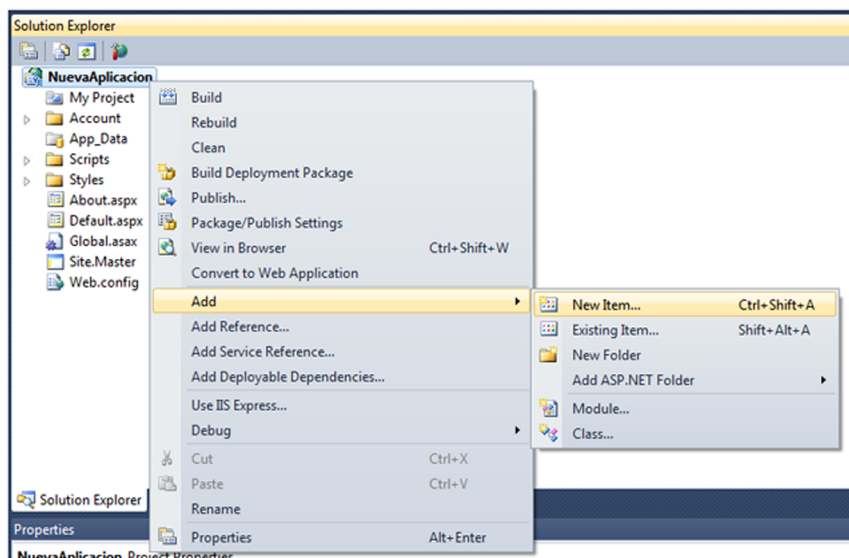 Solution Explorer
NuevaAplicacion
My Project
Account
App_Data
Scripts
Styles
About.aspx
Default.aspx
Global.asax
Site.Master
Web.config
Build
Rebuild
Clean
Build Deployment Package
Publish...
Package/Publish Settings
View in Browser Ctrl+Shift+W
Convert to Web Application
Add
Add Reference...
Add Service Reference...
Add Deployable Dependencies...
Use IIS Express...
Debug
Cut Ctrl+X
Paste Ctrl+V
Rename
Properties Alt+Enter
New Item... Ctrl+Shift+A
Existing Item... Shift+Alt+A
New Folder
Add ASP.NET Folder
Module...
Class...
Solution Explorer
Properties
NuevaAplicacion Project Properties